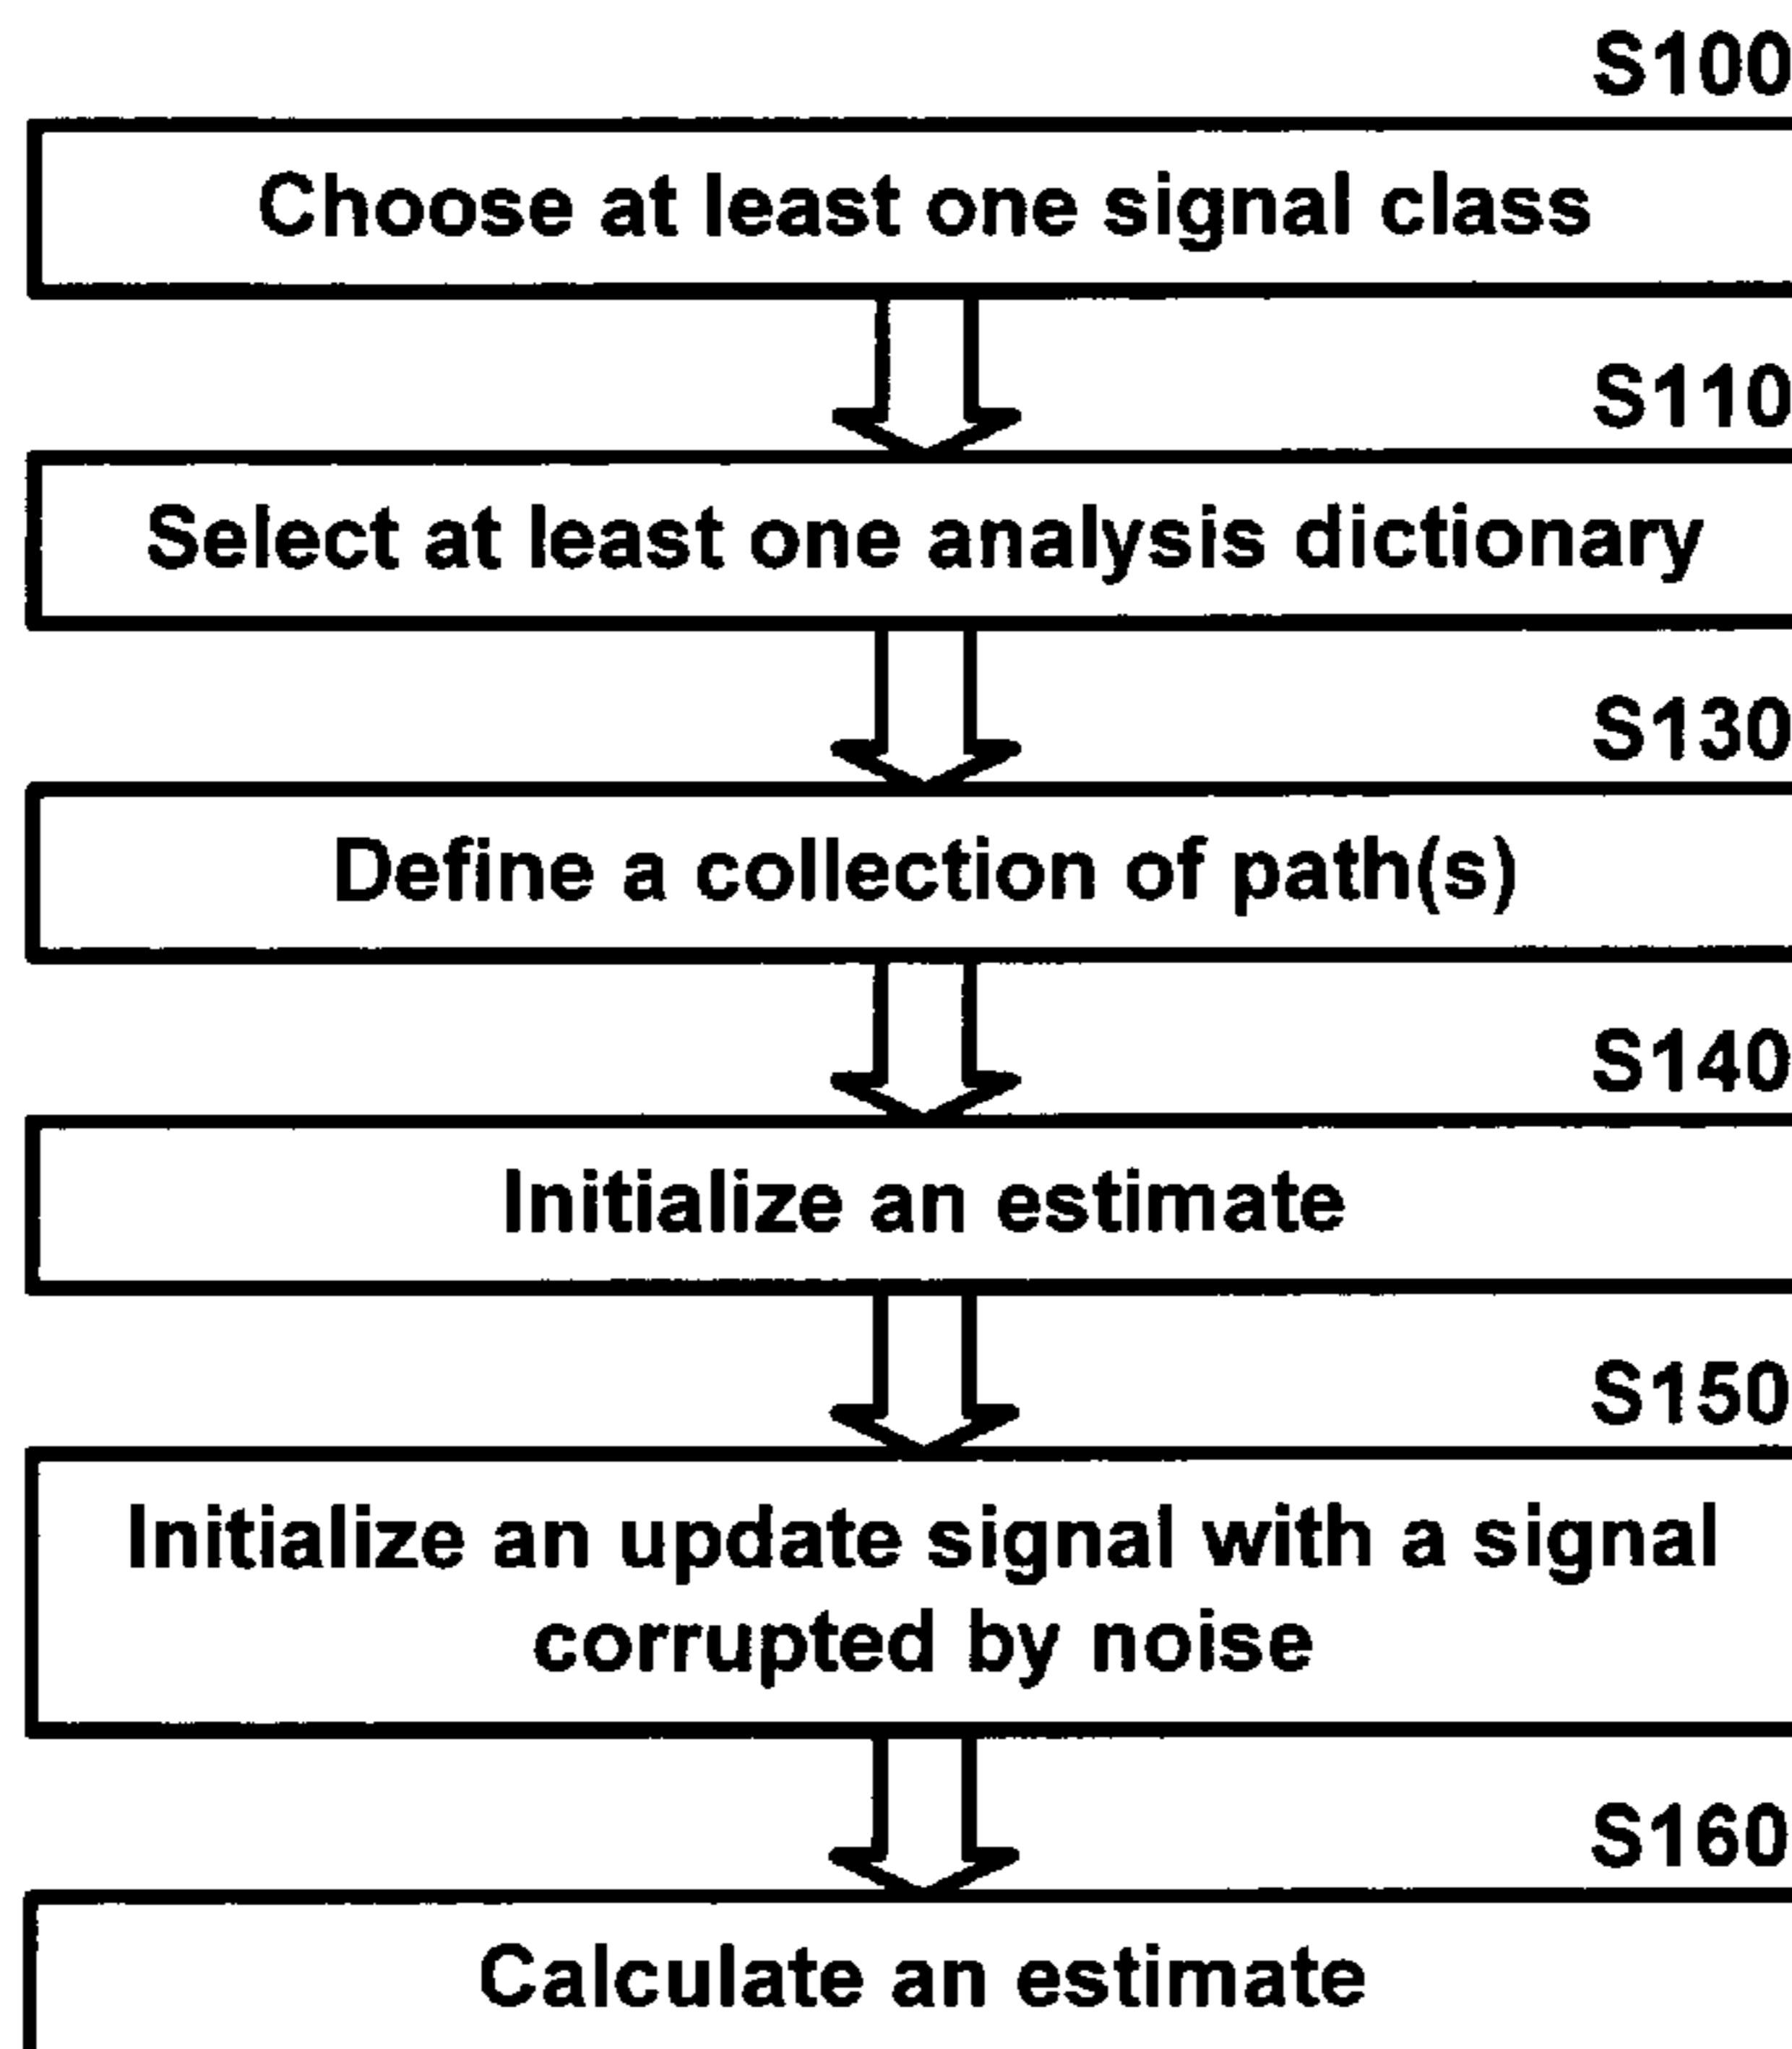 S100
Choose at least one signal class
S110
Select at least one analysis dictionary
S130
Define a collection of path(s)
S140
Initialize an estimate
S150
Initialize an update signal with a signal
corrupted by noise
S160
Calculate an estimate